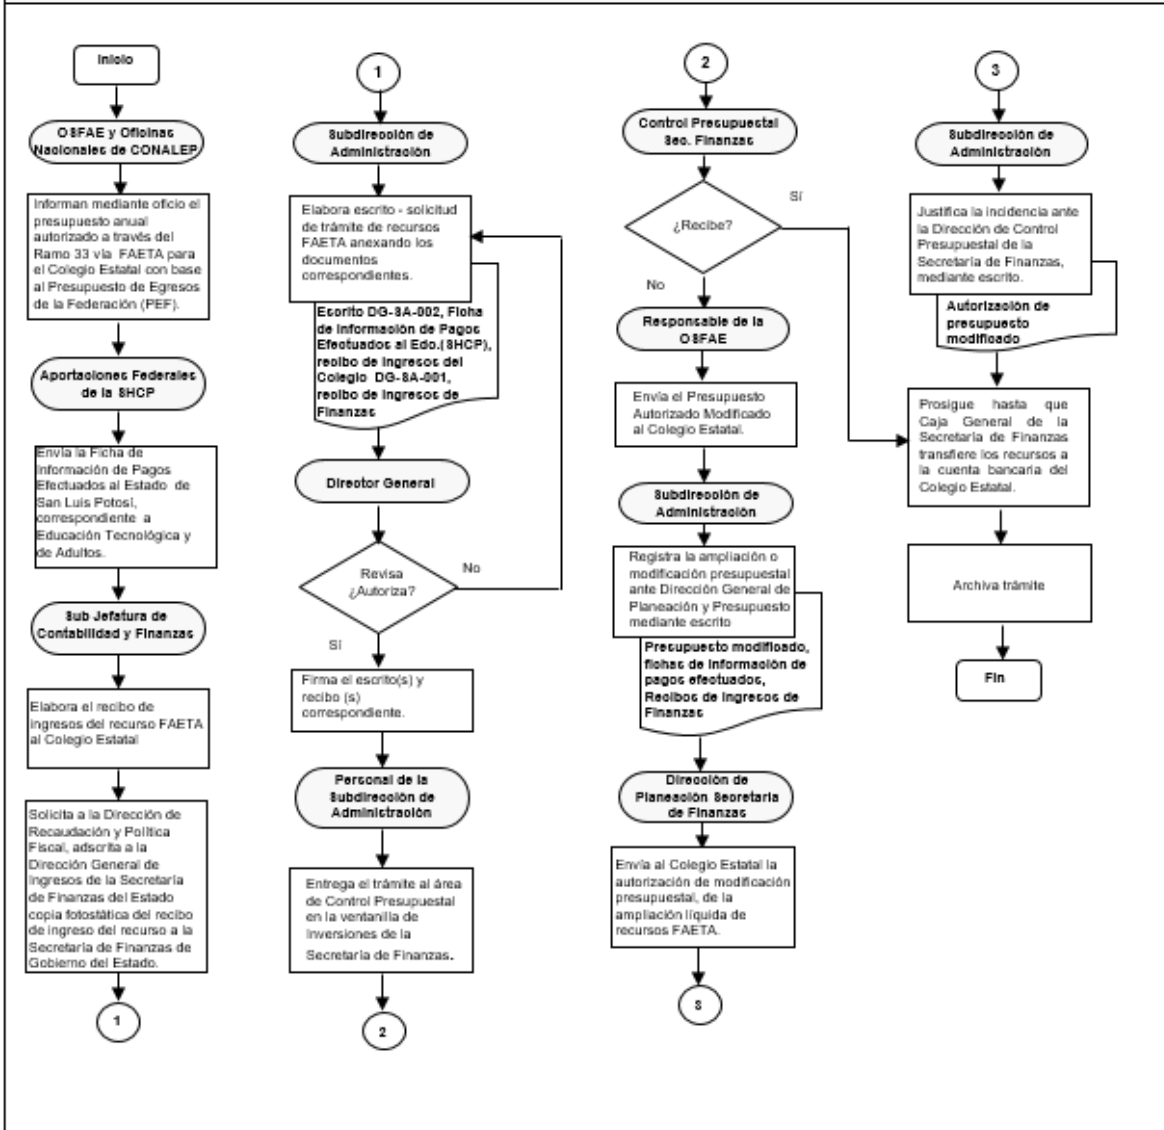 Inicio
OSFAE y Oficinas
Nacionales de CONALEP
Informan mediante oficio el
presupuesto anual
autorizado a través del
Ramo 33 vía FAETA para
el Colegio Estatal con base
al Presupuesto de Egresos
de la Federación (PEF).
Aportaciones Federales
de la SHCP
Envía la Ficha de
Información de Pagos
Efectuados al Estado de
San Luis Potosí,
correspondiente a
Educación Tecnológica y
de Adultos.
Sub Jefatura de
Contabilidad y Finanzas
Elabora el recibo de
ingresos del recurso FAETA
al Colegio Estatal
Solicita a la Dirección de
Recaudación y Política
Fiscal, adscrita a la
Dirección General de
Ingresos de la Secretaría
de Finanzas del Estado
copia fotostática del recibo
de ingreso del recurso a la
Secretaría de Finanzas de
Gobierno del Estado.
1
1
Subdirección de
Administración
Elabora escrito - solicitud
de trámite de recursos
FAETA anexando los
documentos
correspondientes.
Escrito DG-SA-002, Ficha
de Información de Pagos
Efectuados al Edo.(SHCP),
recibo de Ingresos del
Colegio DG-SA-001,
recibo de Ingresos de
Finanzas
Director General
Revisa
¿Autoriza?
No
Sí
Firma el escrito(s) y
recibo (s)
correspondiente.
Personal de la
Subdirección de
Administración
Entrega el trámite al área
de Control Presupuestal
en la ventanilla de
Inversiones de la
Secretaría de Finanzas.
2
2
Control Presupuestal
Sec. Finanzas
¿Recibe?
Sí
No
Responsable de la
OSFAE
Envía el Presupuesto
Autorizado Modificado
al Colegio Estatal.
Subdirección de
Administración
Registra la ampliación o
modificación presupuestal
ante Dirección General de
Planeación y Presupuesto
mediante escrito
Presupuesto modificado,
fichas de información de
pagos efectuados,
Recibos de Ingresos de
Finanzas
Dirección de
Planeación Secretaria
de Finanzas
Envía al Colegio Estatal la
autorización de modificación
presupuestal, de la
ampliación líquida de
recursos FAETA.
3
3
Subdirección de
Administración
Justifica la incidencia ante
la Dirección de Control
Presupuestal de la
Secretaría de Finanzas,
mediante escrito.
Autorización de
presupuesto
modificado
Prosigue hasta que
Caja General de la
Secretaría de Finanzas
transfiere los recursos a
la cuenta bancaria del
Colegio Estatal.
Archiva trámite
Fin